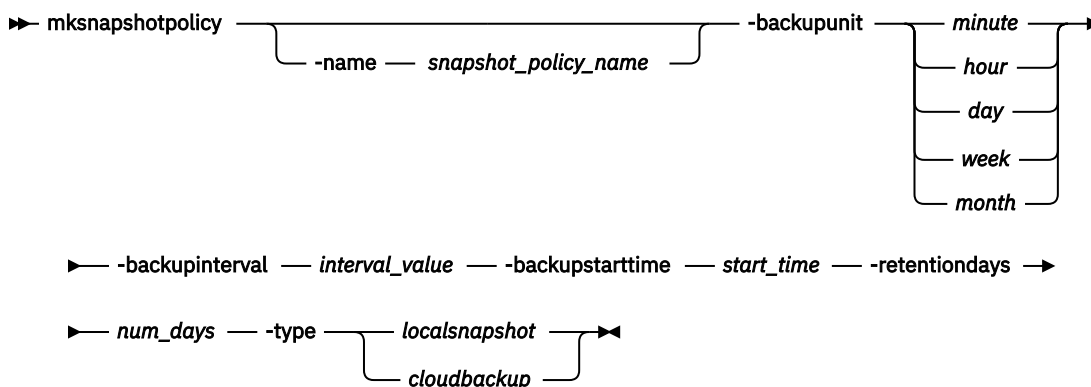 mksnapshotpolicy -backupunit minute
-name snapshot_policy_name hour
day
week
month
-backupinterval interval_value -backupstarttime start_time -retentiondays
num_days -type localsnapshot
cloudbackup